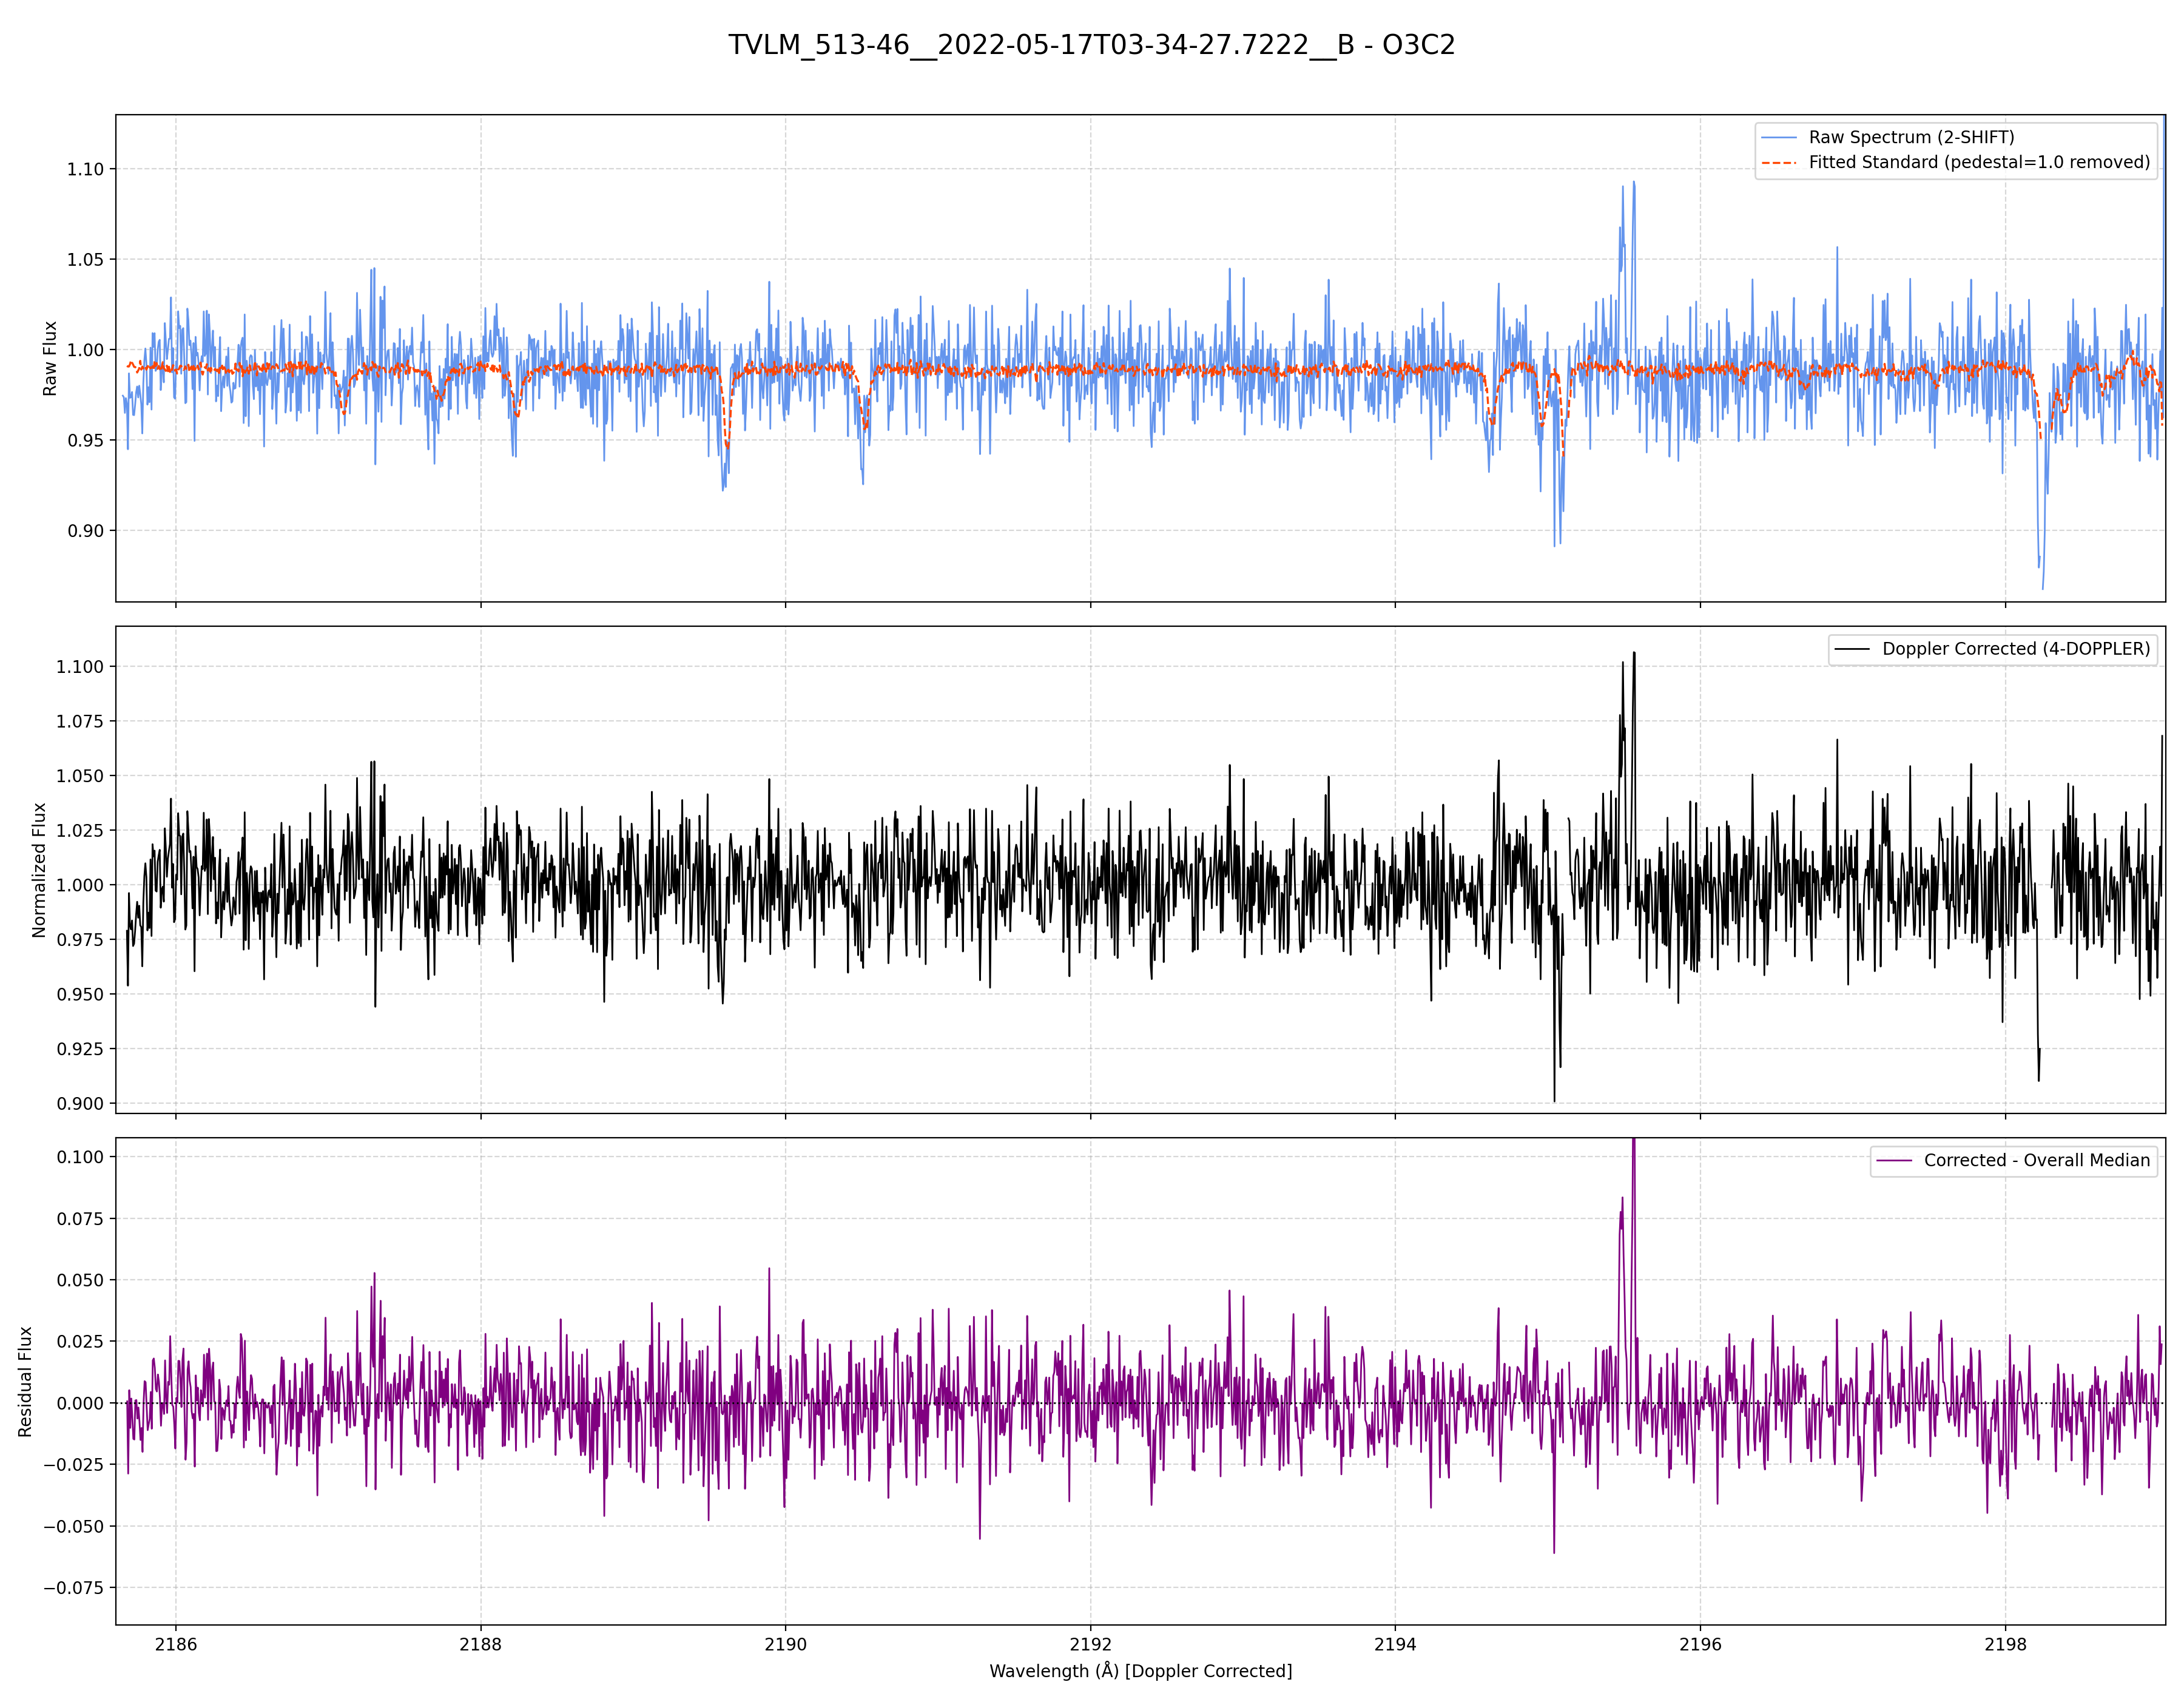 TVLM_513-46__2022-05-17T03-34-27.7222__B - O3C2
Raw Flux
1.10
1.05
1.00
0.95
0.90
Raw Spectrum (2-SHIFT)
Fitted Standard (pedestal=1.0 removed)
Normalized Flux
1.100
1.075
1.050
1.025
1.000
0.975
0.950
0.925
0.900
Doppler Corrected (4-DOPPLER)
Residual Flux
0.100
0.075
0.050
0.025
0.000
−0.025
−0.050
−0.075
Corrected - Overall Median
2186 2188 2190 2192 2194 2196 2198
Wavelength (Å) [Doppler Corrected]